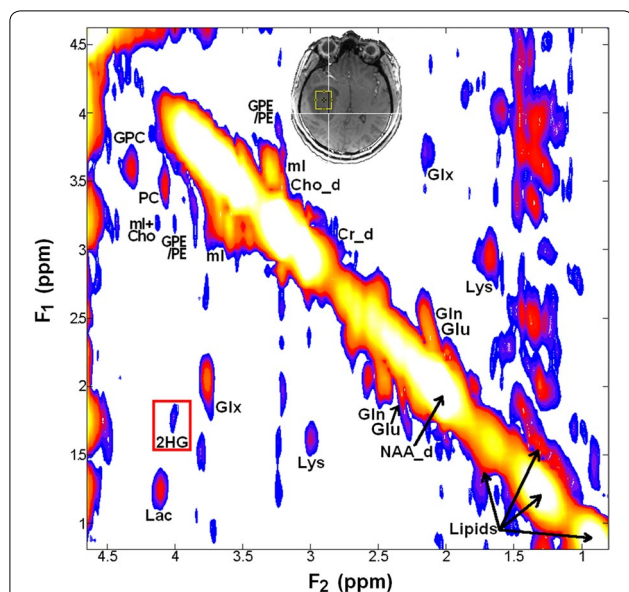 4.5
4
3.5
3
2.5
2
1.5
1
F1 (ppm)
GPE
/PE
GPC
mI
Cho_d
Glx
PC
mI+
Cho
GPE
/PE
mI
Cr_d
Lys
Gln
Glu
Glx
Gln
Glu
NAA_d
2HG
Lys
Lac
Lipids
4.5
4.0
3.5
3
2.5
2
1.5
1
F2 (ppm)